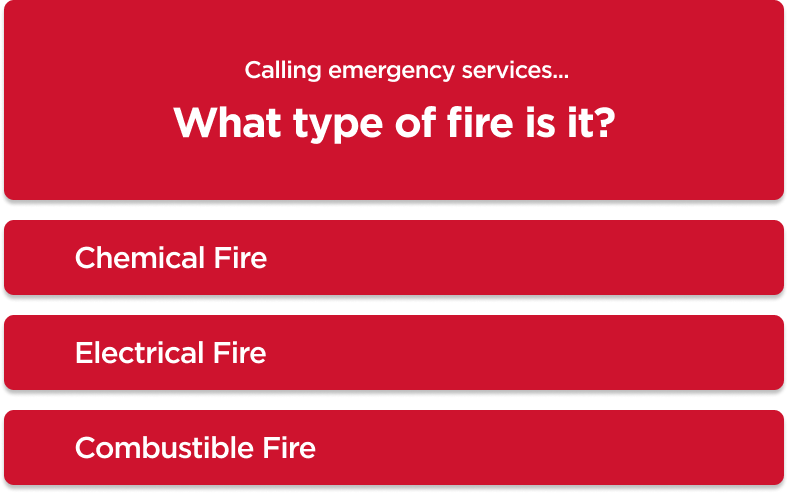 Calling emergency services...
What type of fire is it?
Chemical Fire
Electrical Fire
Combustible Fire